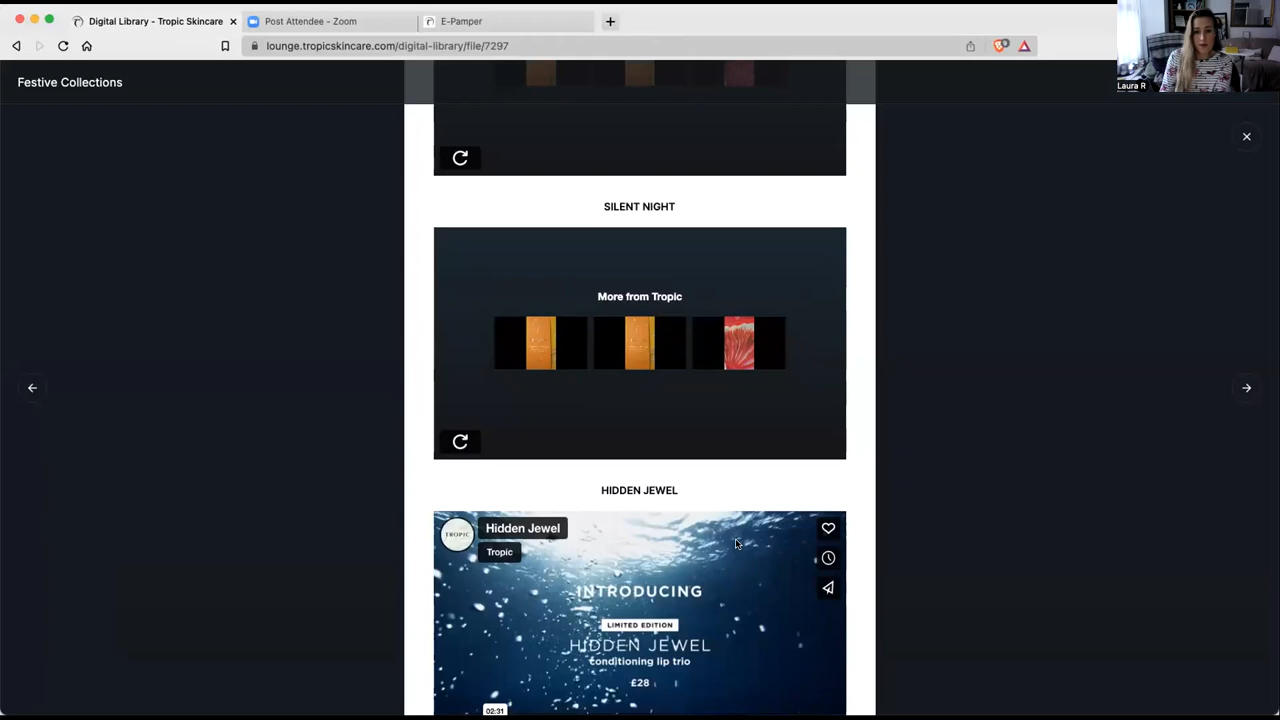 Digital Library - Tropic Skincare
Post Attendee - Zoom
E-Pamper
lounge.tropicskincare.com/digital-library/file/7297
Laura R
Festive Collections
SILENT NIGHT
More from Tropic
HIDDEN JEWEL
TROPIC
Hidden Jewel
Tropic
INTRODUCING
LIMITED EDITION
HIDDEN JEWEL
conditioning lip trio
£28
02:31